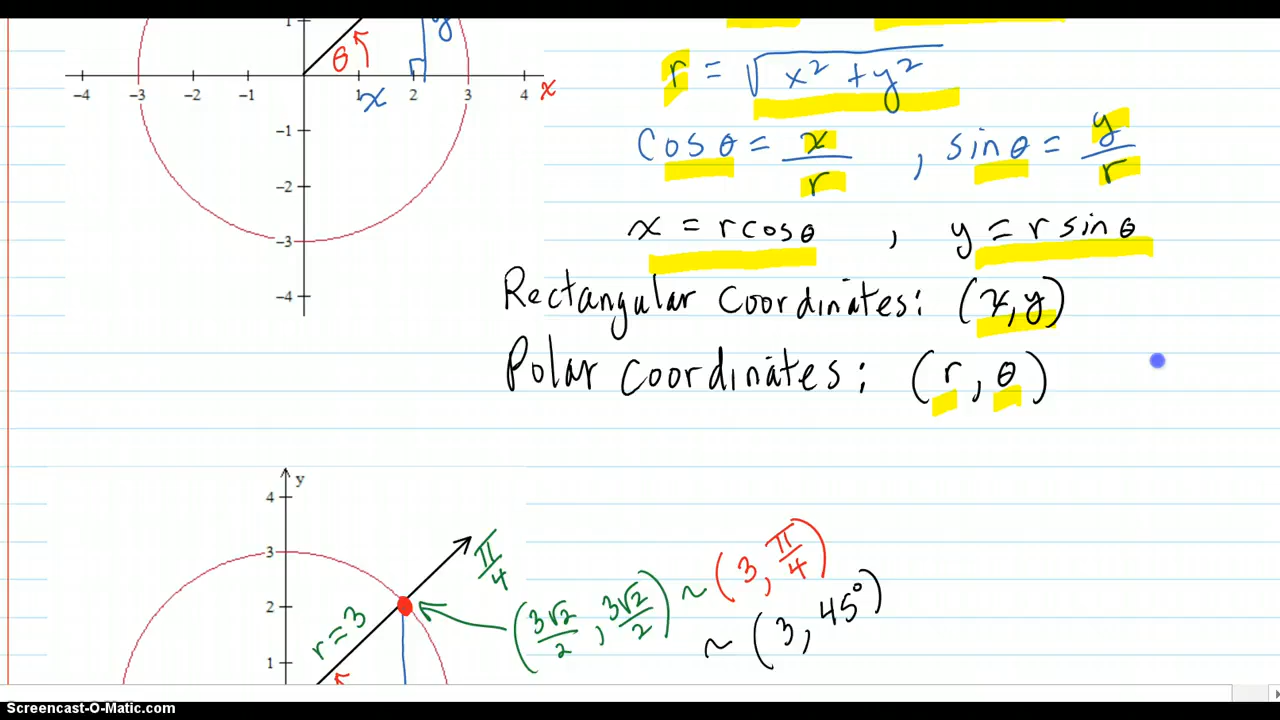 1
y
θ
-4 -3 -2 -1 1 2 3 4 x
x
-1
-2
-3
-4
r = √x² + y²
cos θ = x/r , sin θ = y/r
x = r cos θ , y = r sin θ
Rectangular Coordinates: (x, y)
Polar Coordinates: (r, θ)
y
4
3
2
1
r = 3
π/4
(3√2/2, 3√2/2) ~ (3, π/4)
~ (3, 45°)
Screencast-O-Matic.com